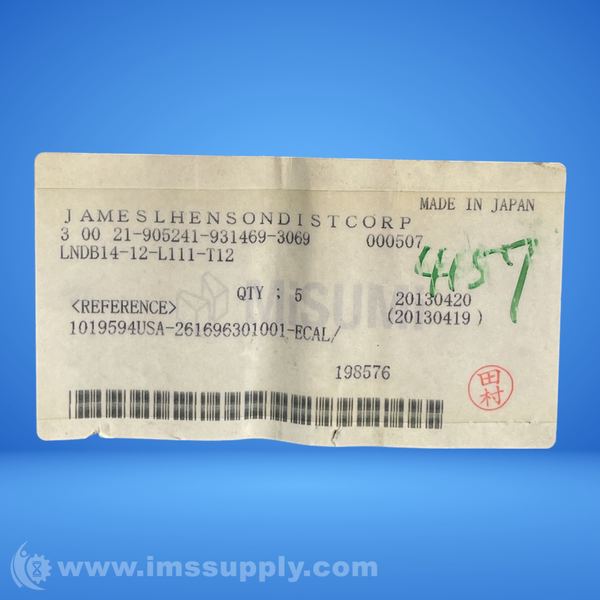 MADE IN JAPAN
JAMESLHENSONDISTCORP
3 00 21-905241-931469-3069 000507
LNDB14-12-L111-T12
4157
MISUMI
QTY ; 5 20130420
<REFERENCE> (20130419 )
1019594USA-261696301001-ECAL/
198576
田村
www.imssupply.com